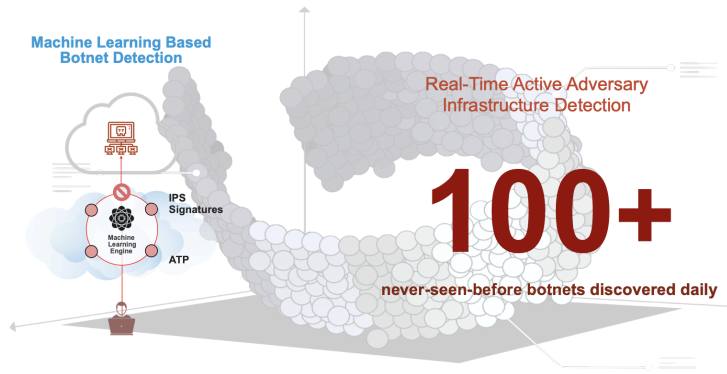 Machine Learning Based
Botnet Detection
Real-Time Active Adversary
Infrastructure Detection
100+
never-seen-before botnets discovered daily
IPS
Signatures
Machine
Learning
Engine
ATP